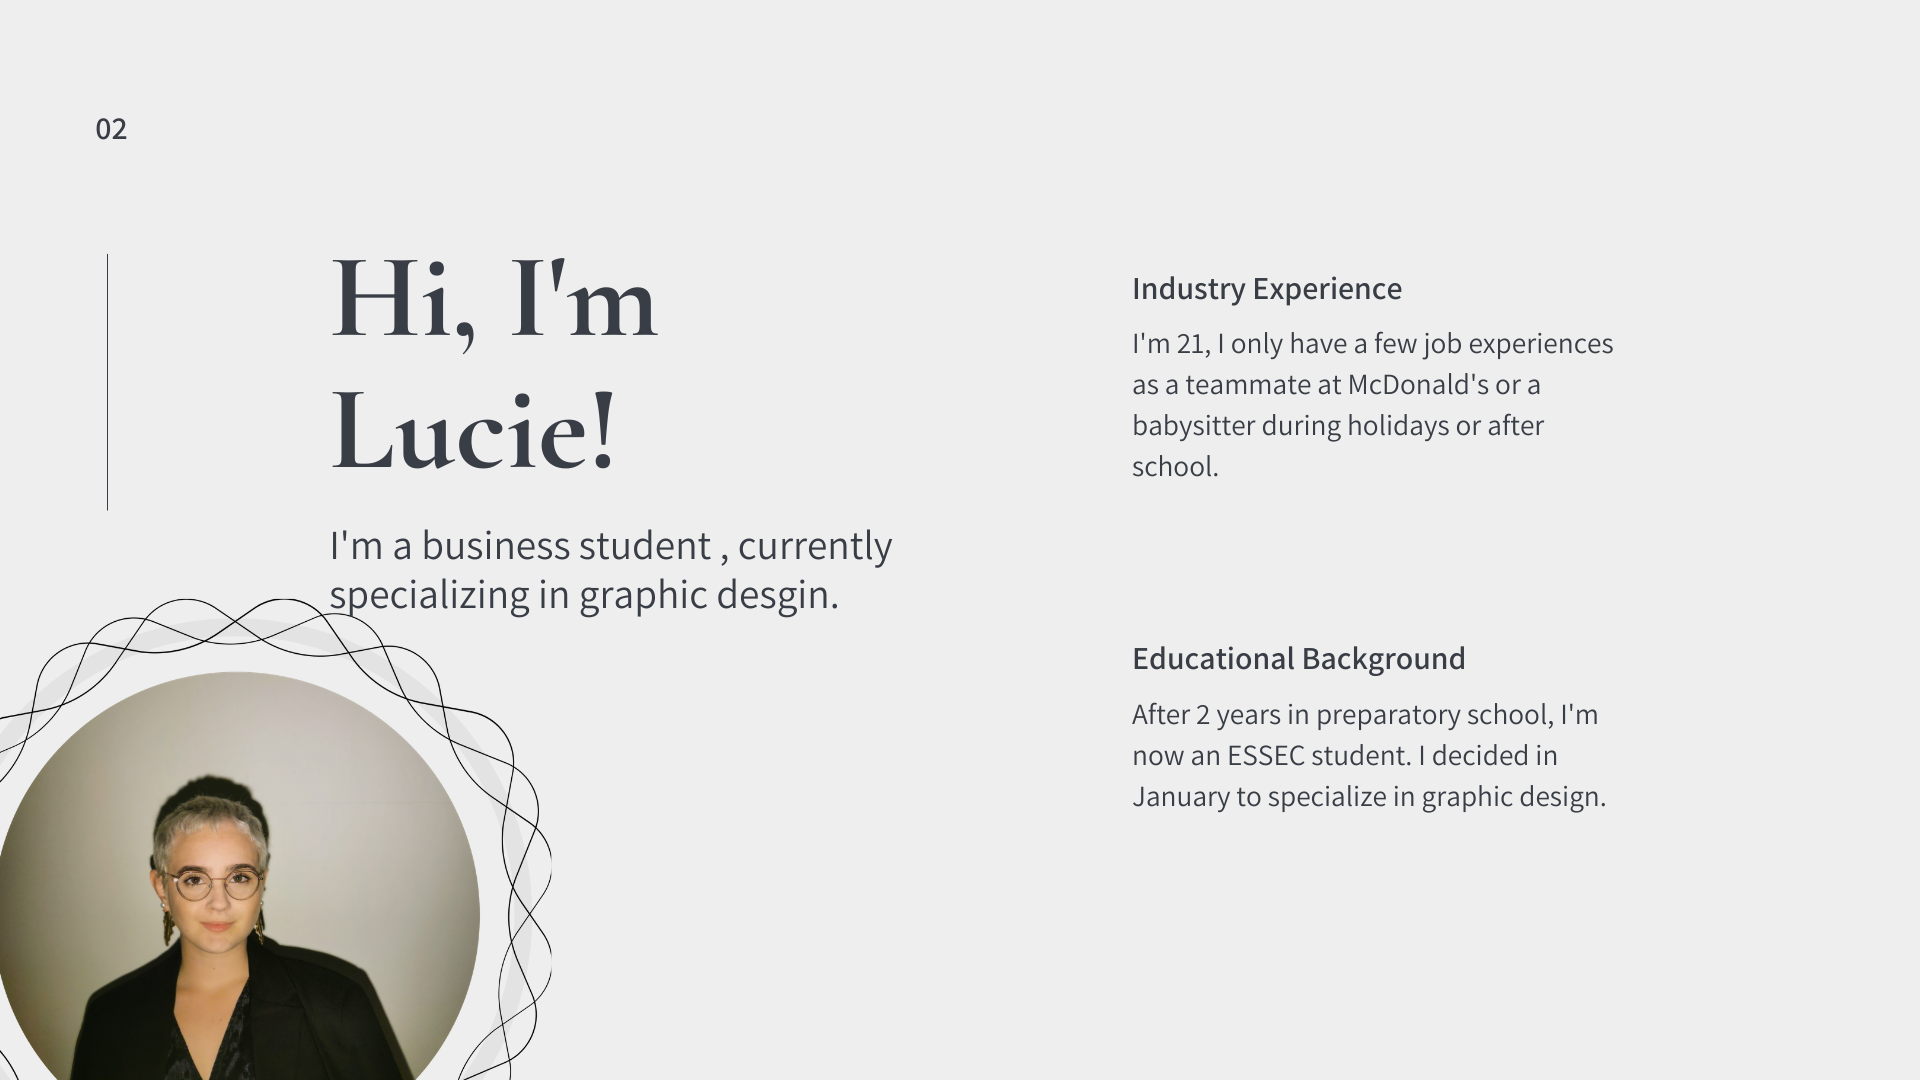 02
Hi, I'm
Lucie!
I'm a business student , currently
specializing in graphic desgin.
Industry Experience
I'm 21, I only have a few job experiences
as a teammate at McDonald's or a
babysitter during holidays or after
school.
Educational Background
After 2 years in preparatory school, I'm
now an ESSEC student. I decided in
January to specialize in graphic design.